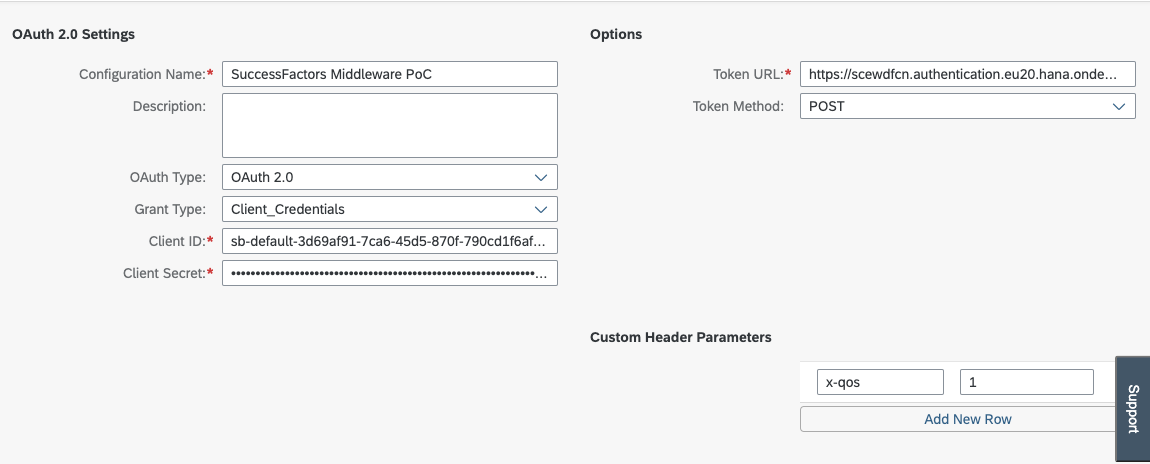 OAuth 2.0 Settings
Configuration Name:* SuccessFactors Middleware PoC
Description:
OAuth Type: OAuth 2.0
Grant Type: Client_Credentials
Client ID:* sb-default-3d69af91-7ca6-45d5-870f-790cd1f6af...
Client Secret:* ••••••••••••••••••••••••••••••••••••••••••••••••••••••••••••••...
Options
Token URL:* https://scewdfcn.authentication.eu20.hana.onde...
Token Method: POST
Custom Header Parameters
x-qos 1
Add New Row
Support